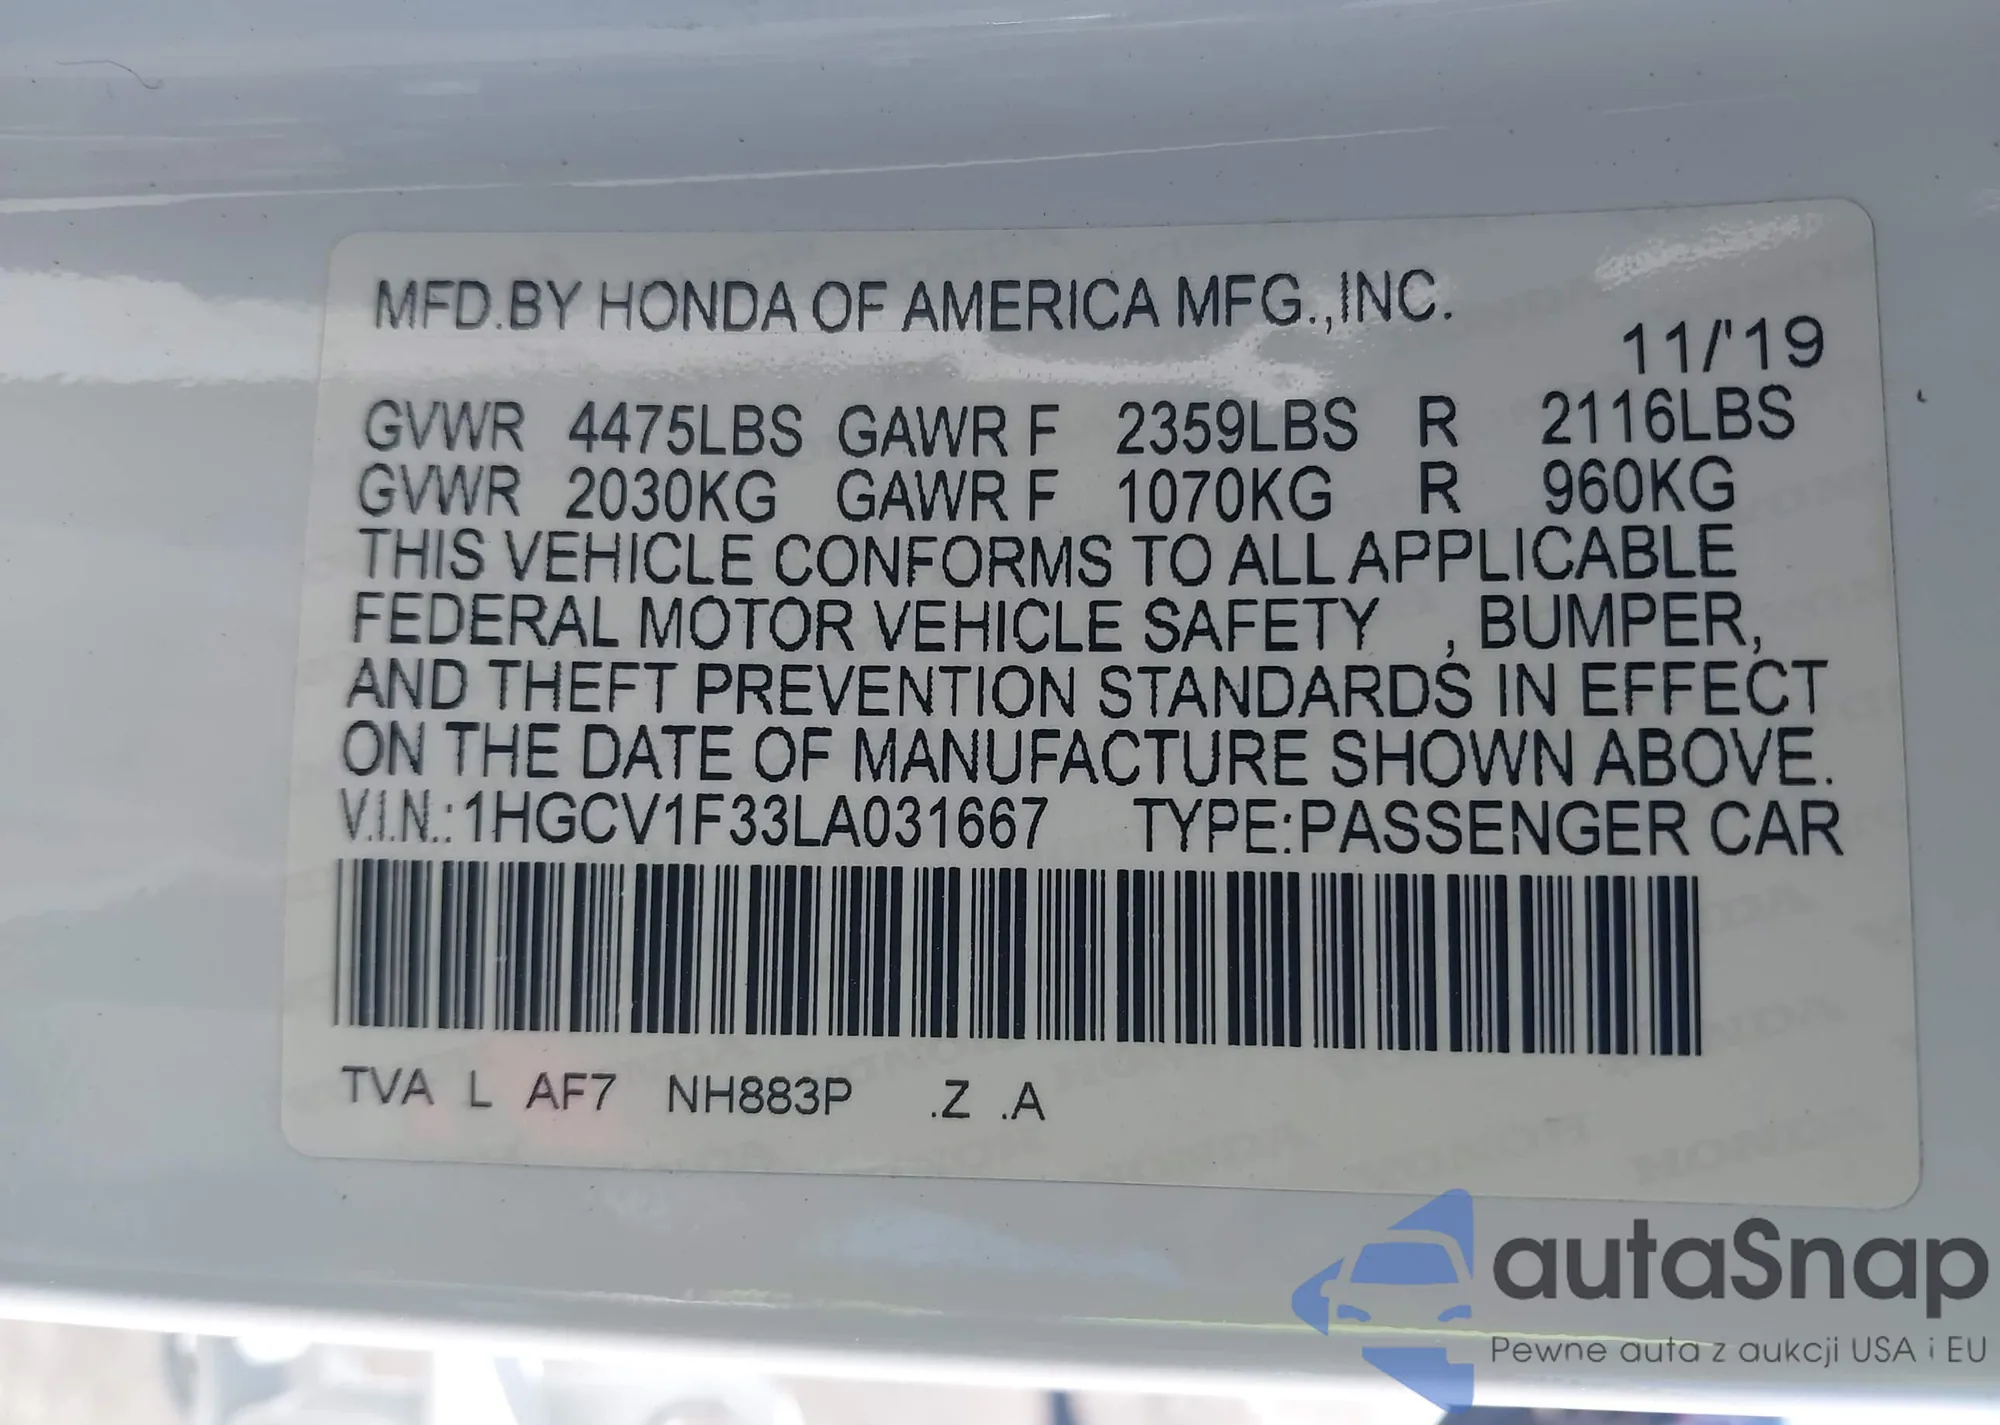 MFD.BY HONDA OF AMERICA MFG.,INC.
11/'19
GVWR 4475LBS GAWR F 2359LBS R 2116LBS
GVWR 2030KG GAWR F 1070KG R 960KG
THIS VEHICLE CONFORMS TO ALL APPLICABLE
FEDERAL MOTOR VEHICLE SAFETY , BUMPER,
AND THEFT PREVENTION STANDARDS IN EFFECT
ON THE DATE OF MANUFACTURE SHOWN ABOVE.
V.I.N.: 1HGCV1F33LA031667 TYPE:PASSENGER CAR
TVA L AF7 NH883P .Z .A
autaSnap
Pewne auta z aukcji USA i EU